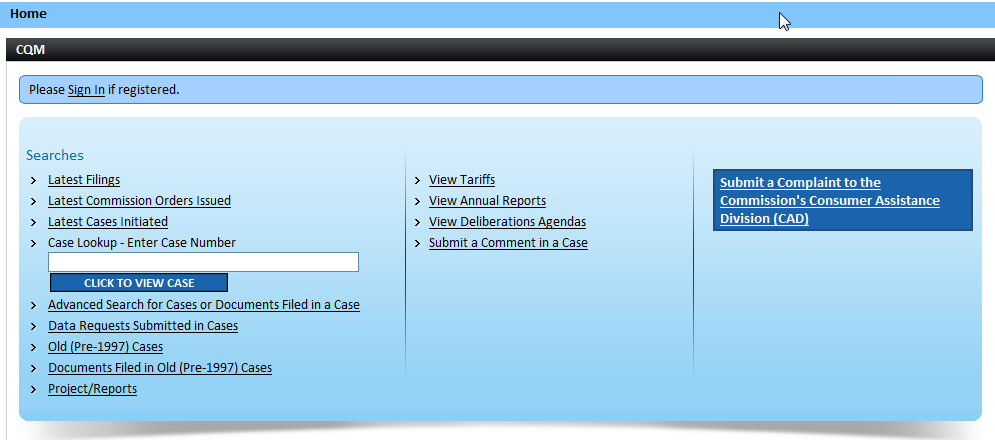 Home
CQM
Please Sign In if registered.
Searches
Latest Filings
Latest Commission Orders Issued
Latest Cases Initiated
Case Lookup - Enter Case Number
CLICK TO VIEW CASE
Advanced Search for Cases or Documents Filed in a Case
Data Requests Submitted in Cases
Old (Pre-1997) Cases
Documents Filed in Old (Pre-1997) Cases
Project/Reports
View Tariffs
View Annual Reports
View Deliberations Agendas
Submit a Comment in a Case
Submit a Complaint to the
Commission's Consumer Assistance
Division (CAD)